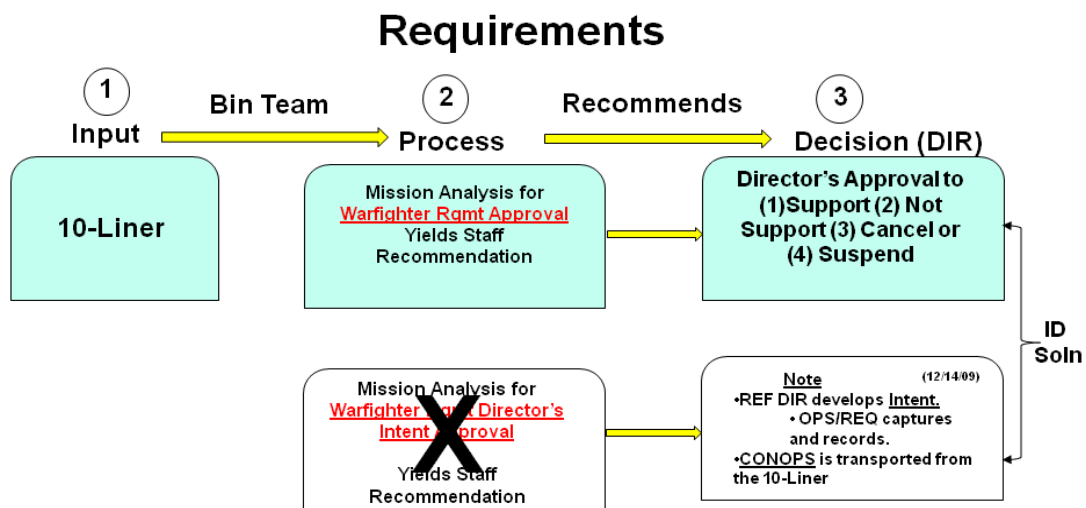 Requirements
1
Input
Bin Team
2
Process
Recommends
3
Decision (DIR)
10-Liner
Mission Analysis for
Warfighter Rqmt Approval
Yields Staff
Recommendation
Director's Approval to
(1)Support (2) Not
Support (3) Cancel or
(4) Suspend
ID
Soln
Mission Analysis for
Warfighter Rqmt Director's
Intent Approval
X
Yields Staff
Recommendation
Note (12/14/09)
•REF DIR develops Intent.
•OPS/REQ captures
and records.
•CONOPS is transported from
the 10-Liner